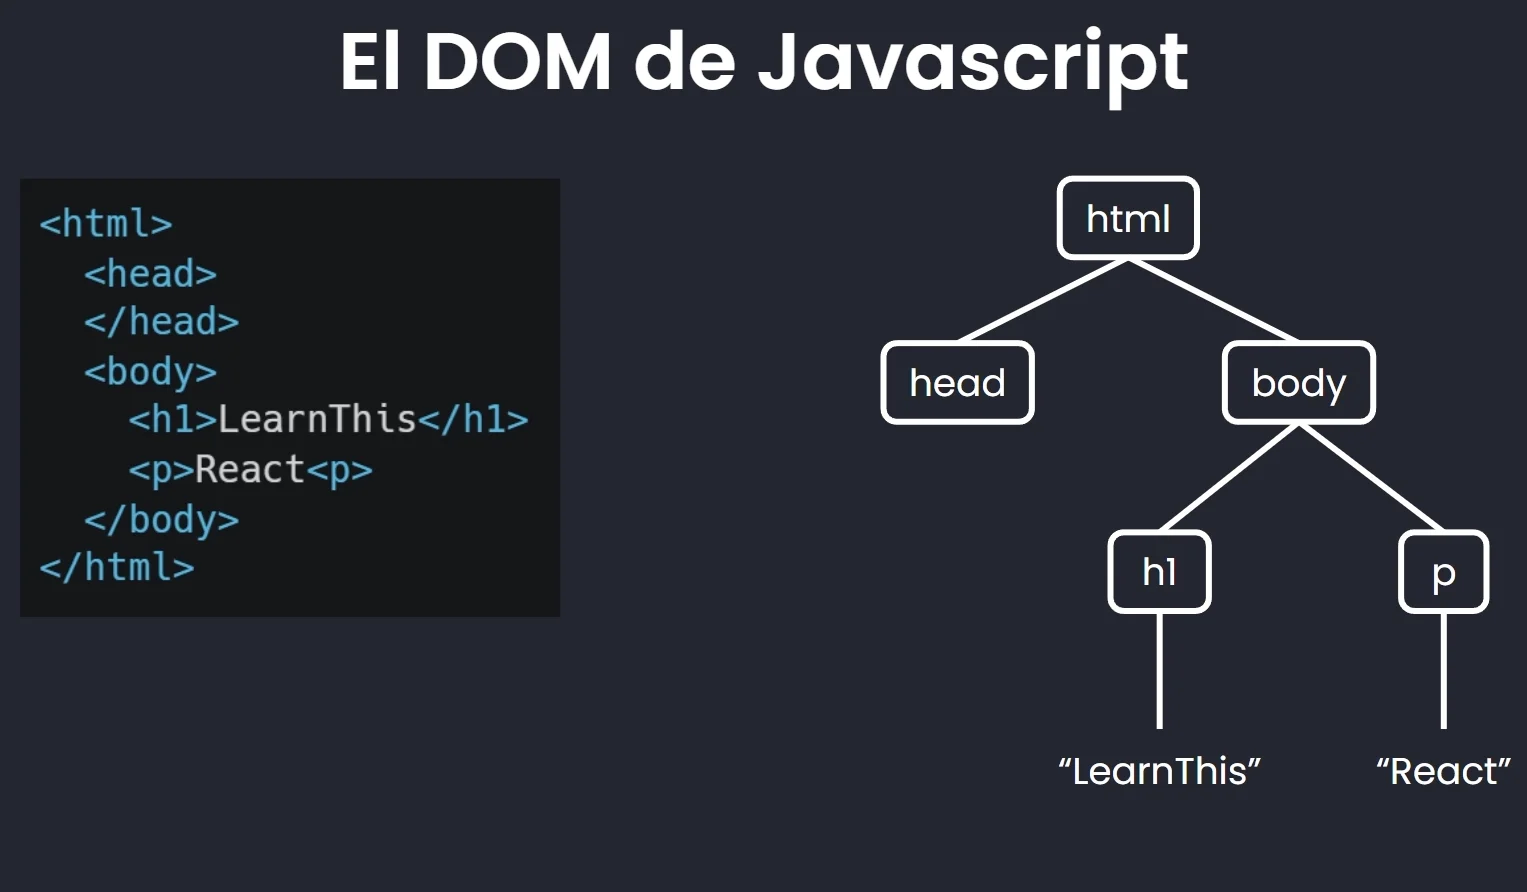 El DOM de Javascript
<html>
  <head>
  </head>
  <body>
    <h1>LearnThis</h1>
    <p>React<p>
  </body>
</html>
html
head
body
h1
p
“LearnThis”
“React”